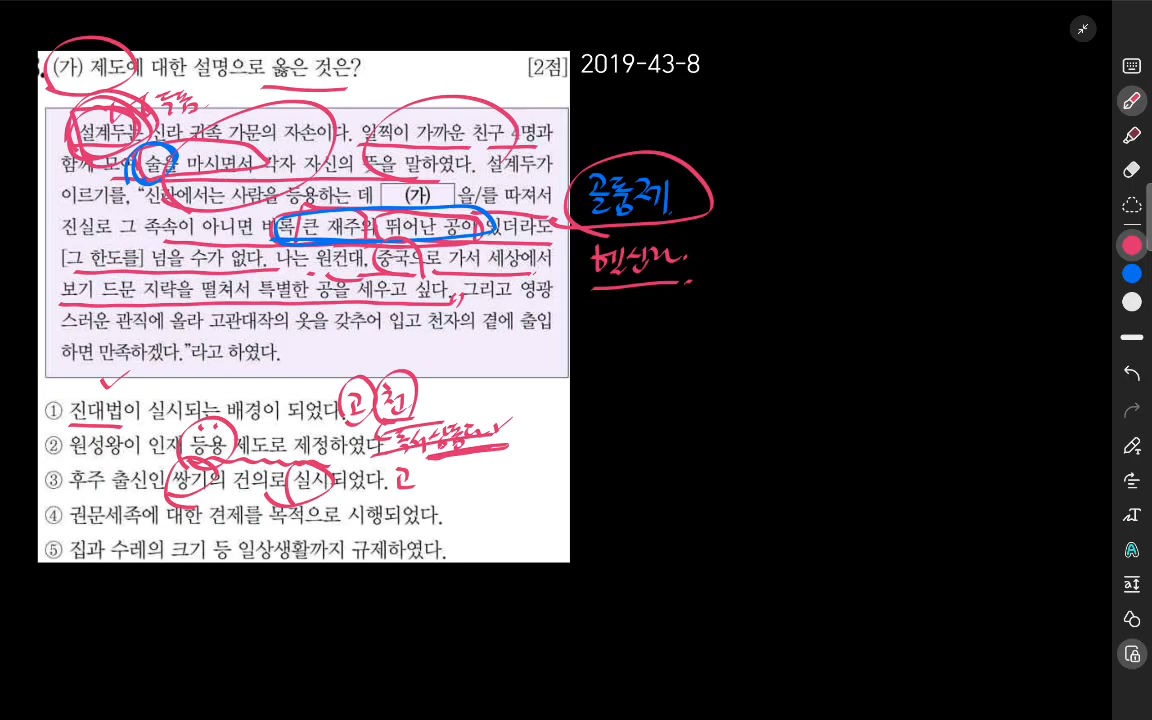 (가) 제도에 대한 설명으로 옳은 것은? [2점] 2019-43-8
설계두는 신라 귀족 가문의 자손이다. 일찍이 가까운 친구 4명과
함께 모여 술을 마시면서 각자 자신의 뜻을 말하였다. 설계두가
이르기를, “신라에서는 사람을 등용하는 데 (가) 을/를 따져서
진실로 그 족속이 아니면 비록 큰 재주와 뛰어난 공이 있더라도
[그 한도를] 넘을 수가 없다. 나는 원컨대, 중국으로 가서 세상에서
보기 드문 지략을 떨쳐서 특별한 공을 세우고 싶다. 그리고 영광
스러운 관직에 올라 고관대작의 옷을 갖추어 입고 천자의 곁에 출입
하면 만족하겠다.”라고 하였다.
골품제
① 진대법이 실시되는 배경이 되었다. 고
② 원성왕이 인재 등용 제도로 제정하였다
③ 후주 출신인 쌍기의 건의로 실시되었다. 고
④ 권문세족에 대한 견제를 목적으로 시행되었다.
⑤ 집과 수레의 크기 등 일상생활까지 규제하였다.